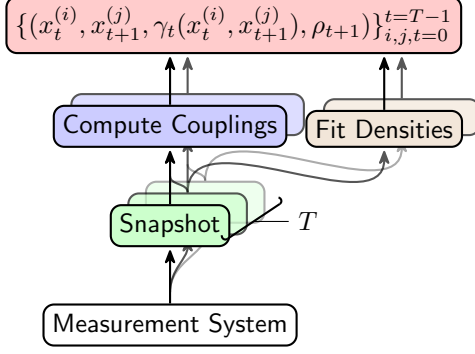 {(x_t^{(i)}, x_{t+1}^{(j)}, γ_t(x_t^{(i)}, x_{t+1}^{(j)}), ρ_{t+1})}_{i,j,t=0}^{t=T−1}
Compute Couplings
Fit Densities
Snapshot
T
Measurement System